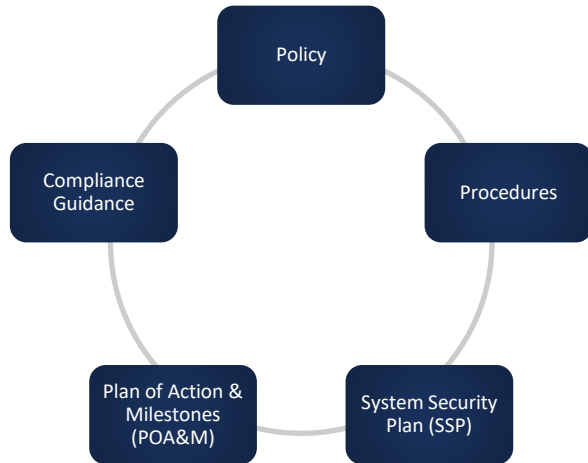 Policy
Procedures
System Security
Plan (SSP)
Plan of Action &
Milestones
(POA&M)
Compliance
Guidance